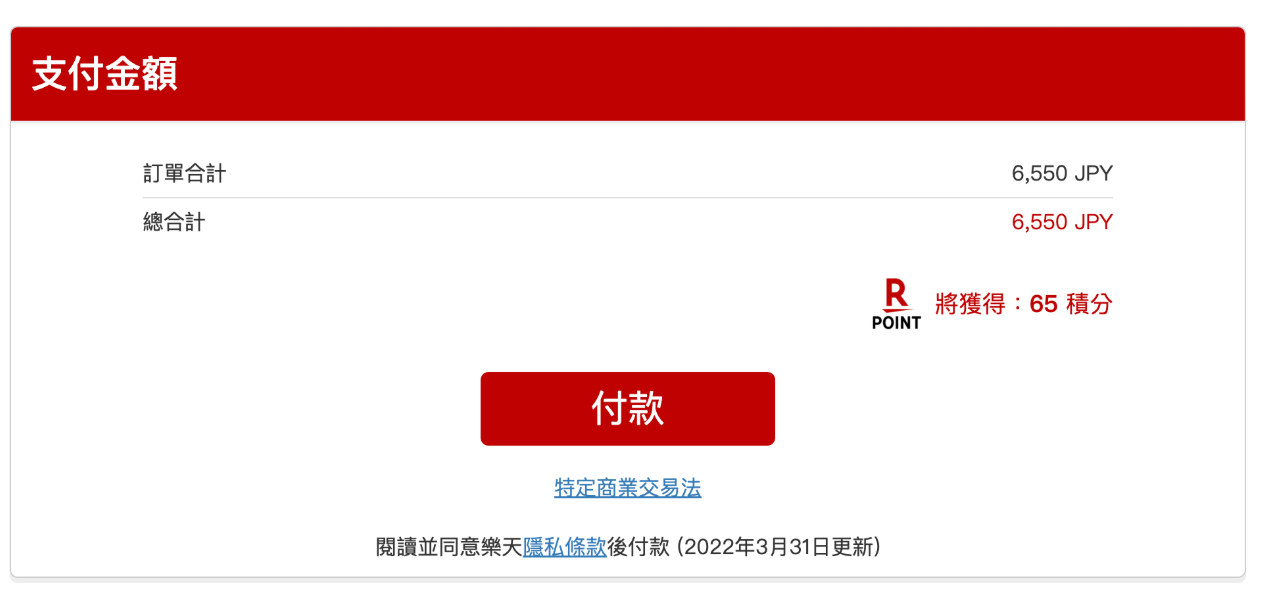 支付金額
訂單合計 6,550 JPY
總合計 6,550 JPY
R
POINT
將獲得：65 積分
付款
特定商業交易法
閱讀並同意樂天隱私條款後付款 (2022年3月31日更新)